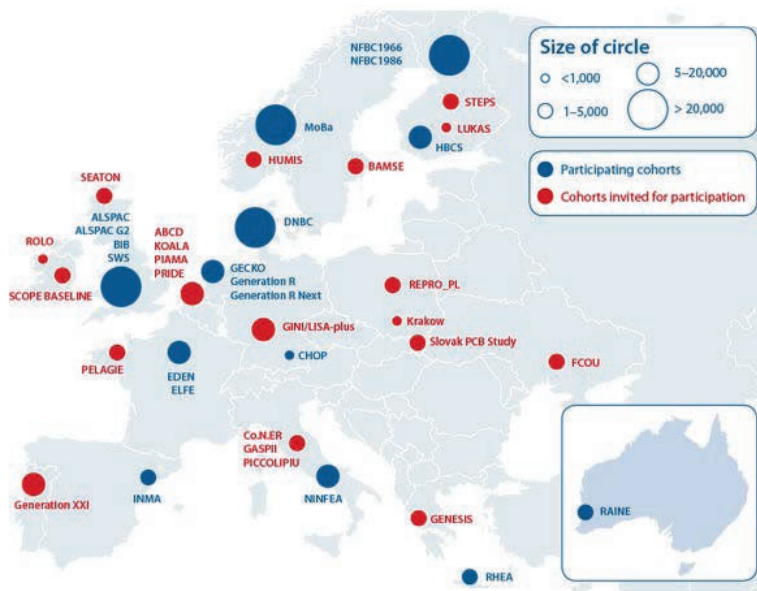 NFBC1966
NFBC1986
Size of circle
<1,000
5–20,000
1–5,000
> 20,000
STEPS
LUKAS
HBCS
MoBa
HUMIS
BAMSE
Participating cohorts
Cohorts invited for participation
SEATON
ALSPAC
ALSPAC G2
BIB
SWS
DNBC
ROLO
SCOPE BASELINE
ABCD
KOALA
PIAMA
PRIDE
GECKO
Generation R
Generation R Next
REPRO_PL
Krakow
Slovak PCB Study
GINI/LISA-plus
CHOP
FCOU
PELAGIE
EDEN
ELFE
Co.N.ER
GASPII
PICCOLIPIU
Generation XXI
INMA
NINFEA
GENESIS
RHEA
RAINE